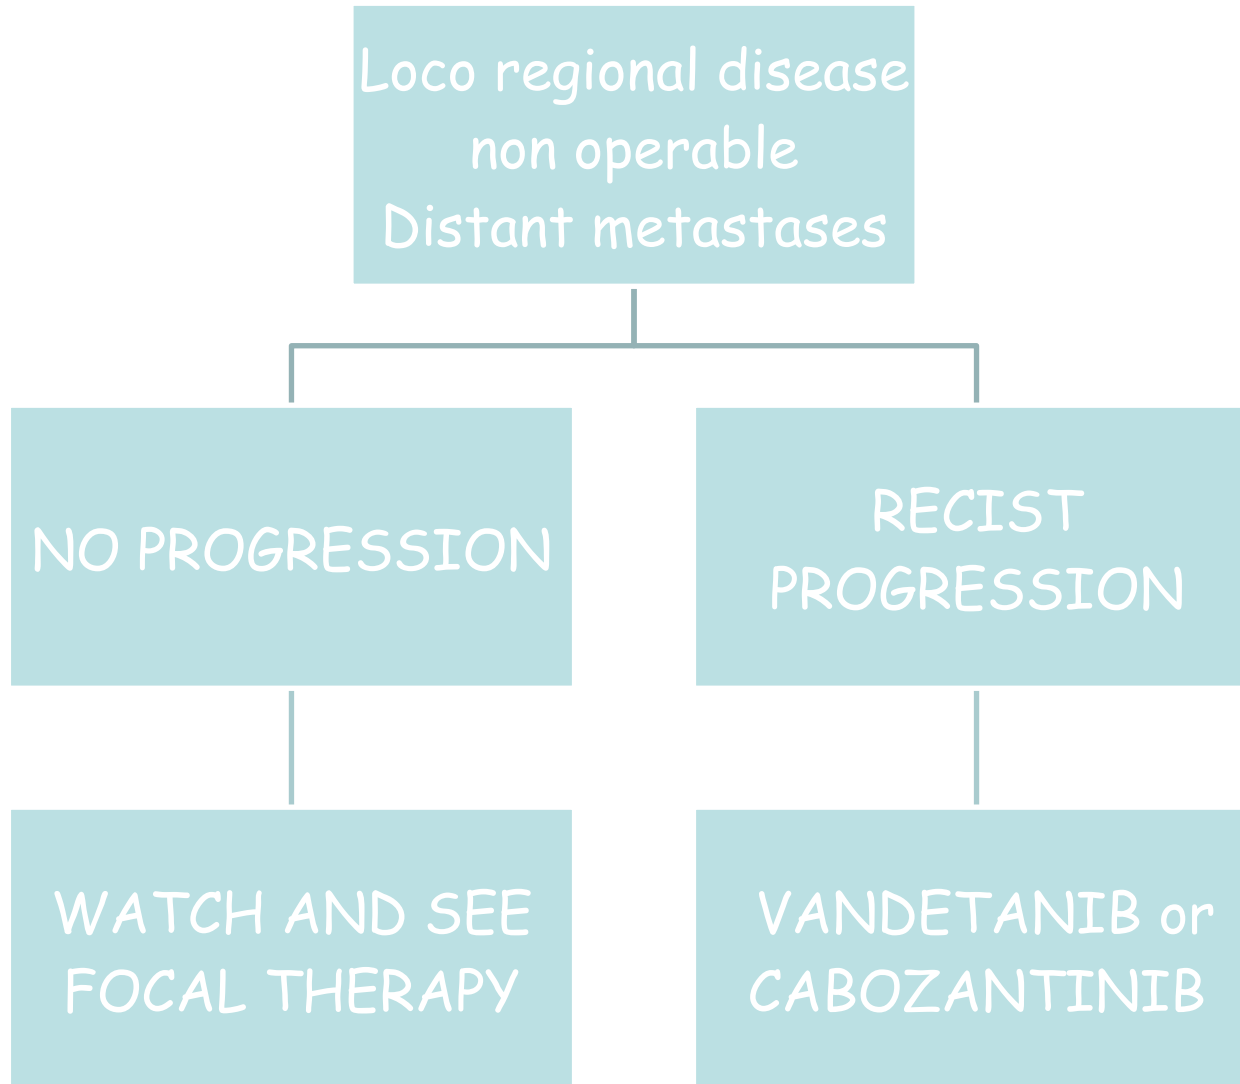 Loco regional disease
non operable
Distant metastases
NO PROGRESSION
RECIST
PROGRESSION
WATCH AND SEE
FOCAL THERAPY
VANDETANIB or
CABOZANTINIB